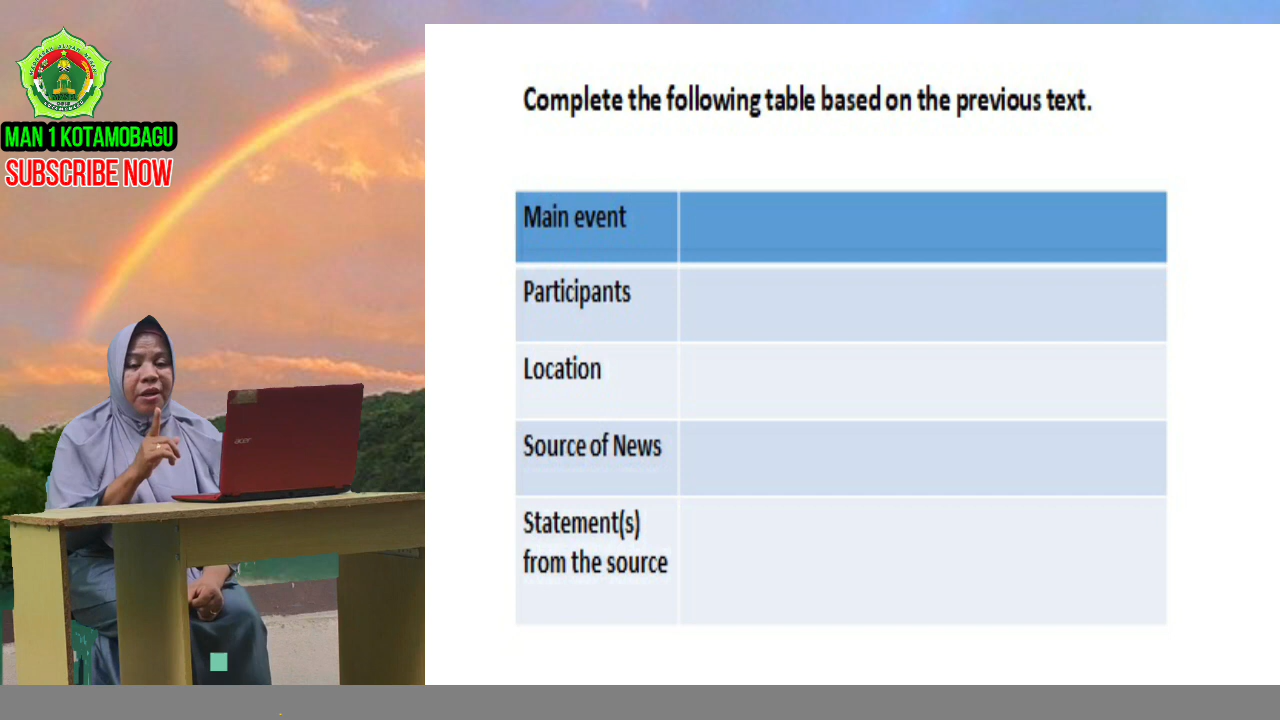 MAN 1 KOTAMOBAGU
SUBSCRIBE NOW
acer
Complete the following table based on the previous text.
Main event
Participants
Location
Source of News
Statement(s)
from the source